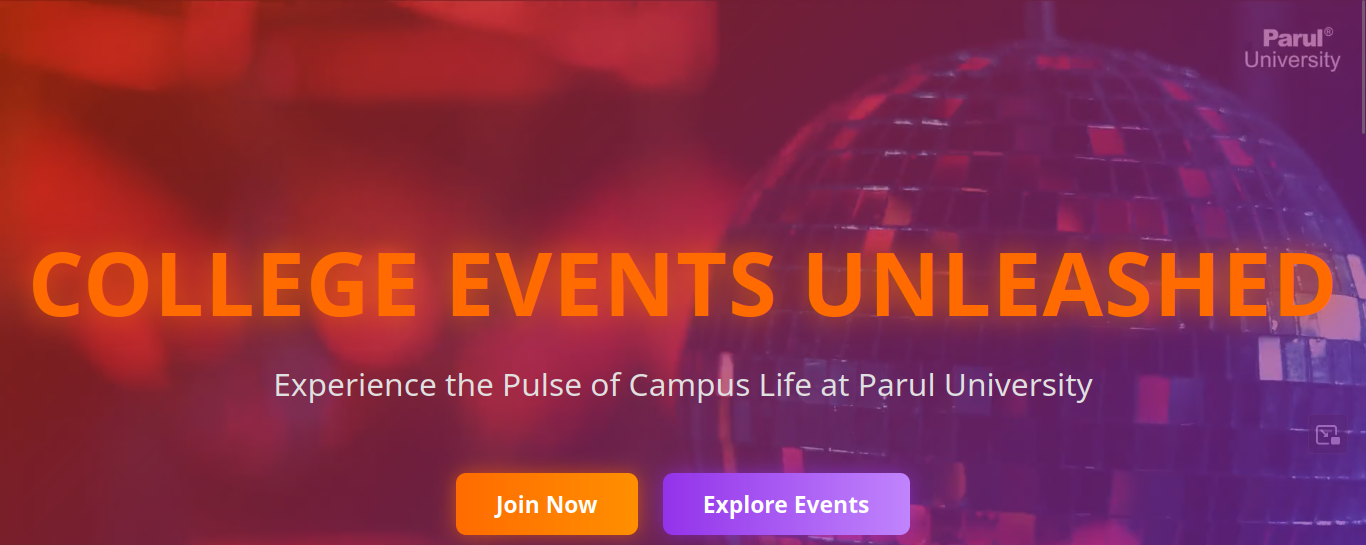 Parul®
University
COLLEGE EVENTS UNLEASHED
Experience the Pulse of Campus Life at Parul University
Join Now
Explore Events